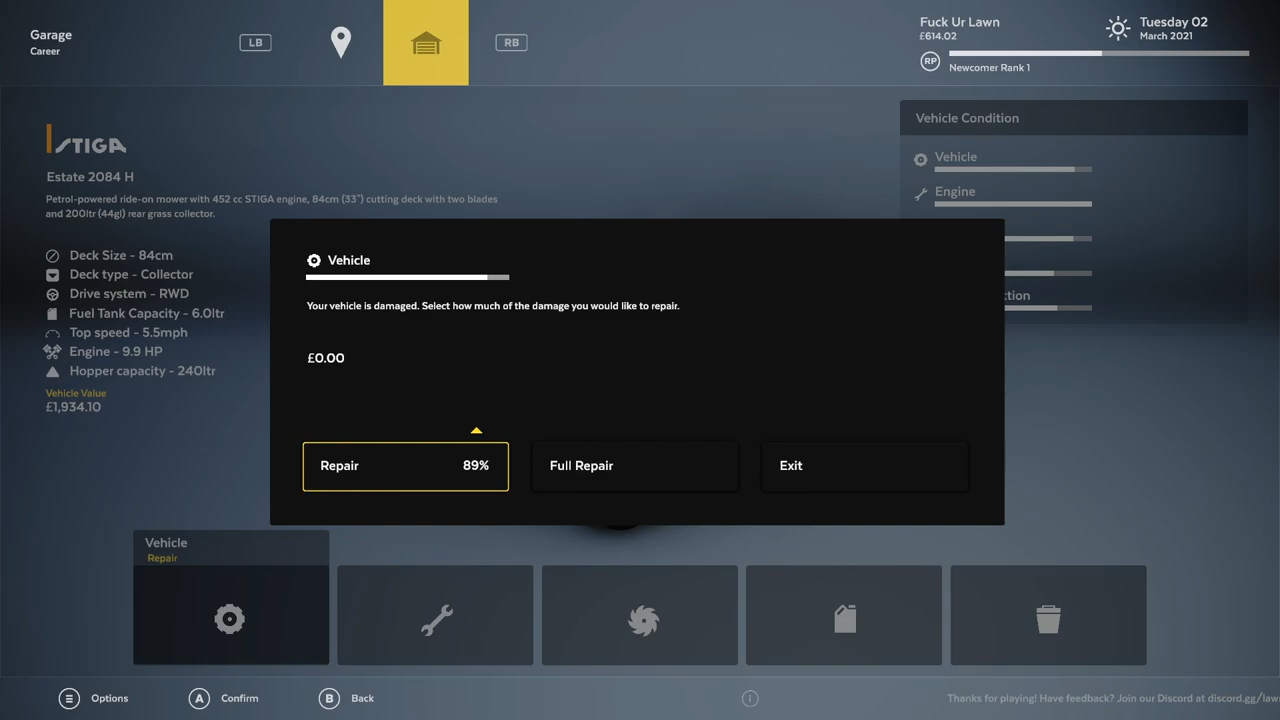 Garage
Career
LB
RB
Fuck Ur Lawn
£614.02
Tuesday 02
March 2021
RP
Newcomer Rank 1
STIGA
Estate 2084 H
Petrol-powered ride-on mower with 452 cc STIGA engine, 84cm (33") cutting deck with two blades
and 200ltr (44gl) rear grass collector.
Deck Size - 84cm
Deck type - Collector
Drive system - RWD
Fuel Tank Capacity - 6.0ltr
Top speed - 5.5mph
Engine - 9.9 HP
Hopper capacity - 240ltr
Vehicle Value
£1,934.10
Vehicle Condition
Vehicle
Engine
ction
Vehicle
Your vehicle is damaged. Select how much of the damage you would like to repair.
£0.00
Repair 89%
Full Repair
Exit
Vehicle
Repair
Options
A Confirm
B Back
Thanks for playing! Have feedback? Join our Discord at discord.gg/law